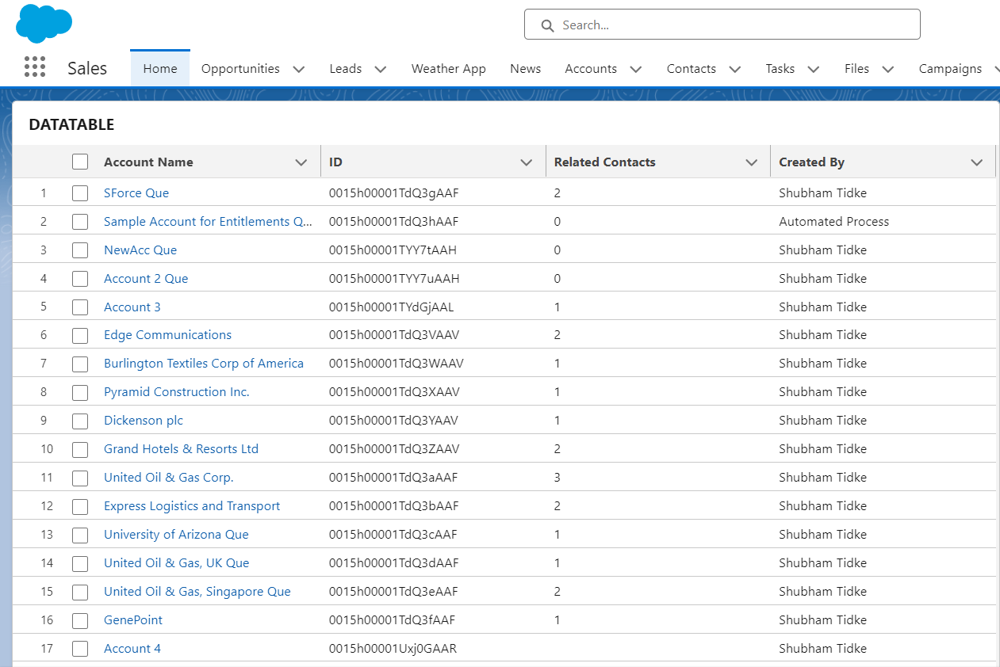 Search...
Sales Home Opportunities Leads Weather App News Accounts Contacts Tasks Files Campaigns
DATATABLE
Account Name ID Related Contacts Created By
1 SForce Que 0015h00001TdQ3gAAF 2 Shubham Tidke
2 Sample Account for Entitlements Q... 0015h00001TdQ3hAAF 0 Automated Process
3 NewAcc Que 0015h00001TYY7tAAH 0 Shubham Tidke
4 Account 2 Que 0015h00001TYY7uAAH 0 Shubham Tidke
5 Account 3 0015h00001TYdGjAAL 1 Shubham Tidke
6 Edge Communications 0015h00001TdQ3VAAV 2 Shubham Tidke
7 Burlington Textiles Corp of America 0015h00001TdQ3WAAV 1 Shubham Tidke
8 Pyramid Construction Inc. 0015h00001TdQ3XAAV 1 Shubham Tidke
9 Dickenson plc 0015h00001TdQ3YAAV 1 Shubham Tidke
10 Grand Hotels & Resorts Ltd 0015h00001TdQ3ZAAV 2 Shubham Tidke
11 United Oil & Gas Corp. 0015h00001TdQ3aAAF 3 Shubham Tidke
12 Express Logistics and Transport 0015h00001TdQ3bAAF 2 Shubham Tidke
13 University of Arizona Que 0015h00001TdQ3cAAF 1 Shubham Tidke
14 United Oil & Gas, UK Que 0015h00001TdQ3dAAF 1 Shubham Tidke
15 United Oil & Gas, Singapore Que 0015h00001TdQ3eAAF 2 Shubham Tidke
16 GenePoint 0015h00001TdQ3fAAF 1 Shubham Tidke
17 Account 4 0015h00001Uxj0GAAR Shubham Tidke